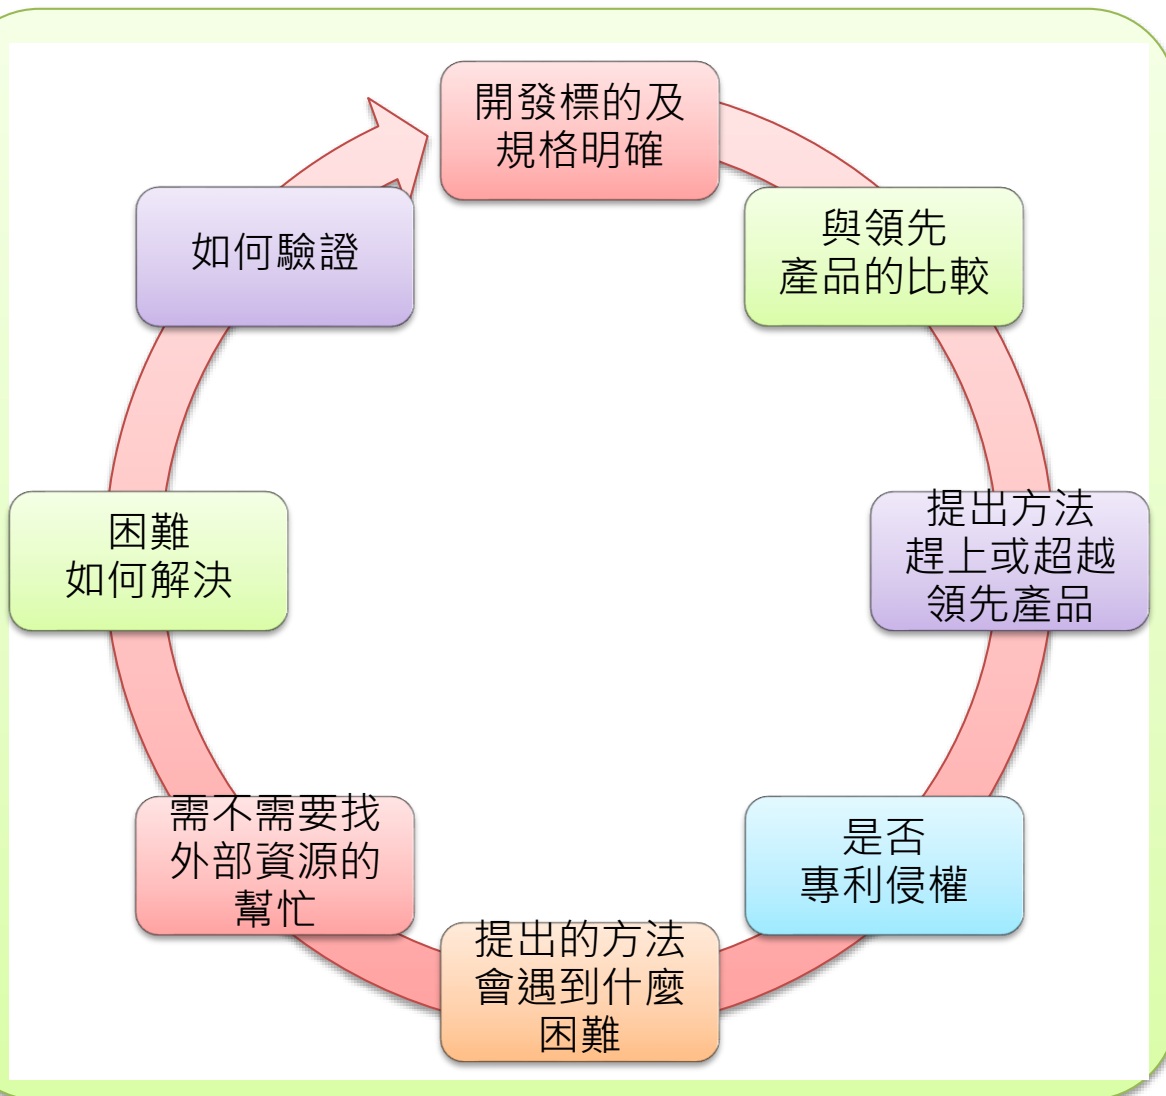 開發標的及
規格明確
與領先
產品的比較
提出方法
趕上或超越
領先產品
是否
專利侵權
提出的方法
會遇到什麼
困難
需不需要找
外部資源的
幫忙
困難
如何解決
如何驗證